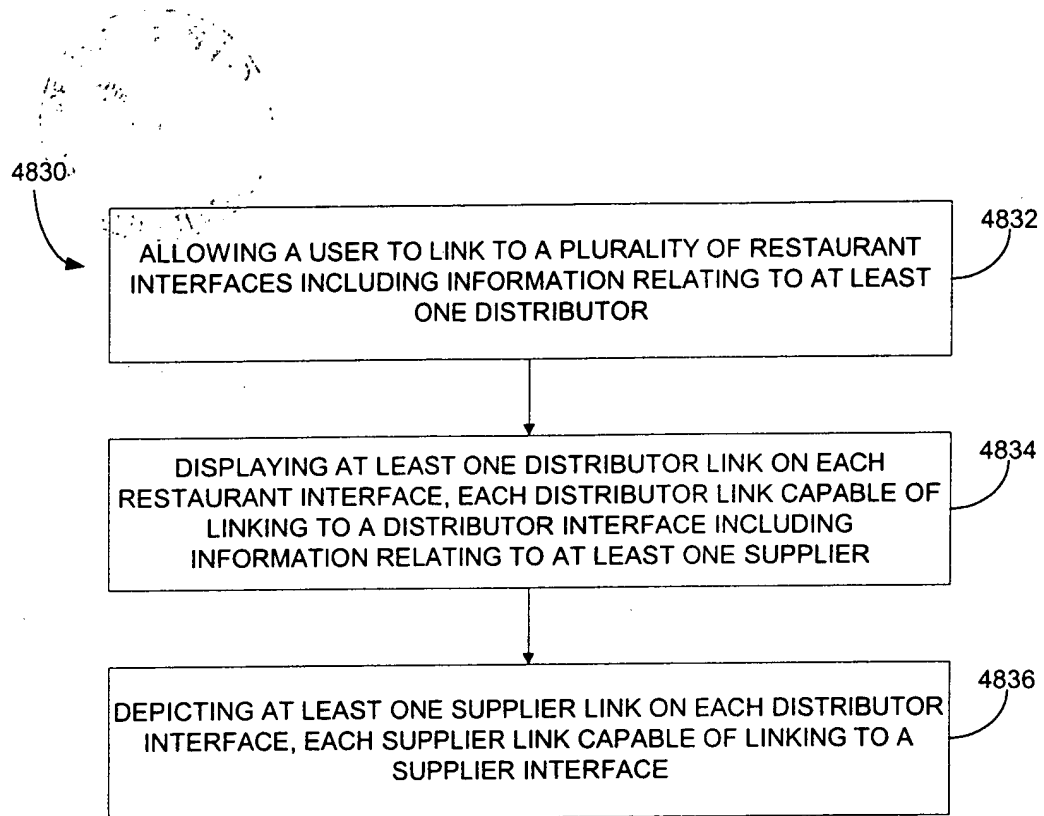 4830
4832
ALLOWING A USER TO LINK TO A PLURALITY OF RESTAURANT
INTERFACES INCLUDING INFORMATION RELATING TO AT LEAST
ONE DISTRIBUTOR
4834
DISPLAYING AT LEAST ONE DISTRIBUTOR LINK ON EACH
RESTAURANT INTERFACE, EACH DISTRIBUTOR LINK CAPABLE OF
LINKING TO A DISTRIBUTOR INTERFACE INCLUDING
INFORMATION RELATING TO AT LEAST ONE SUPPLIER
4836
DEPICTING AT LEAST ONE SUPPLIER LINK ON EACH DISTRIBUTOR
INTERFACE, EACH SUPPLIER LINK CAPABLE OF LINKING TO A
SUPPLIER INTERFACE